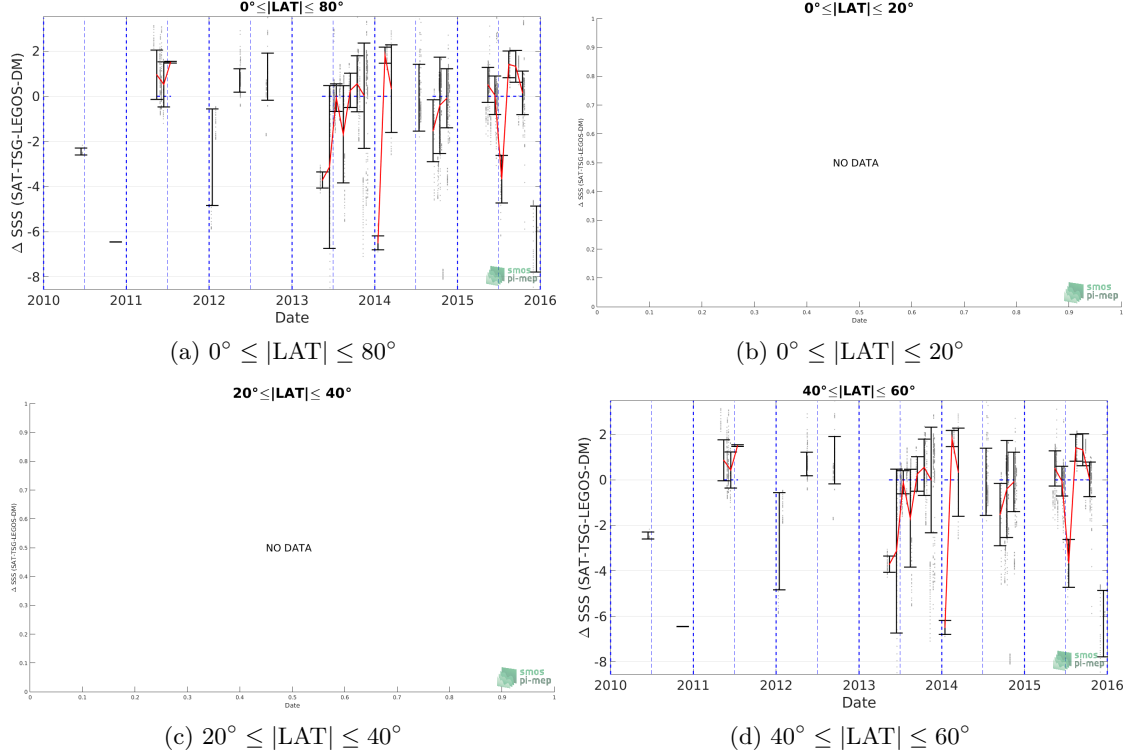 0°≤|LAT|≤ 80°
Δ SSS (SAT-TSG-LEGOS-DM)
2
0
-2
-4
-6
-8
2010 2011 2012 2013 2014 2015 2016
Date
smos
pi-mep
(a) 0° ≤ |LAT| ≤ 80°
0°≤|LAT|≤ 20°
Δ SSS (SAT-TSG-LEGOS-DM)
1
0.9
0.8
0.7
0.6
0.5
0.4
0.3
0.2
0.1
0
NO DATA
0 0.1 0.2 0.3 0.4 0.5 0.6 0.7 0.8 0.9 1
Date
smos
pi-mep
(b) 0° ≤ |LAT| ≤ 20°
20°≤|LAT|≤ 40°
Δ SSS (SAT-TSG-LEGOS-DM)
1
0.9
0.8
0.7
0.6
0.5
0.4
0.3
0.2
0.1
0
NO DATA
0 0.1 0.2 0.3 0.4 0.5 0.6 0.7 0.8 0.9 1
Date
smos
pi-mep
(c) 20° ≤ |LAT| ≤ 40°
40°≤|LAT|≤ 60°
Δ SSS (SAT-TSG-LEGOS-DM)
2
0
-2
-4
-6
-8
2010 2011 2012 2013 2014 2015 2016
Date
smos
pi-mep
(d) 40° ≤ |LAT| ≤ 60°